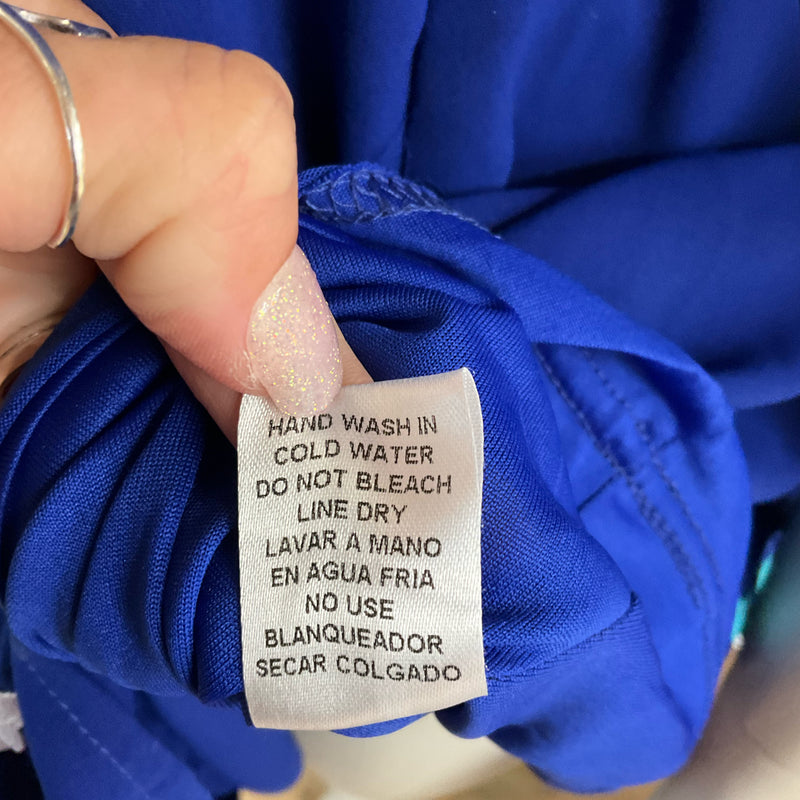 HAND WASH IN
COLD WATER
DO NOT BLEACH
LINE DRY
LAVAR A MANO
EN AGUA FRIA
NO USE
BLANQUEADOR
SECAR COLGADO